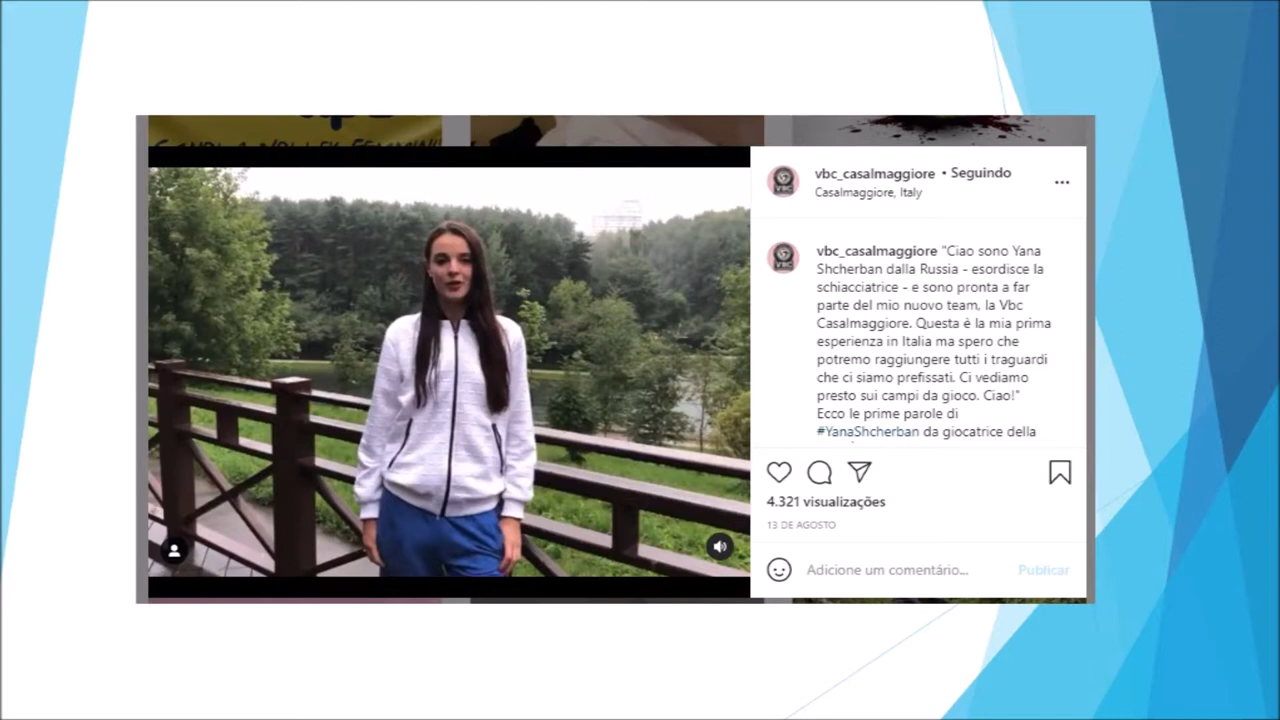 vbc_casalmaggiore • Seguindo
Casalmaggiore, Italy
vbc_casalmaggiore "Ciao sono Yana
Shcherban dalla Russia - esordisce la
schiacciatrice - e sono pronta a far
parte del mio nuovo team, la Vbc
Casalmaggiore. Questa è la mia prima
esperienza in Italia ma spero che
potremo raggiungere tutti i traguardi
che ci siamo prefissati. Ci vediamo
presto sui campi da gioco. Ciao!"
Ecco le prime parole di
#YanaShcherban da giocatrice della
4.321 visualizações
13 DE AGOSTO
Adicione um comentário...
Publicar